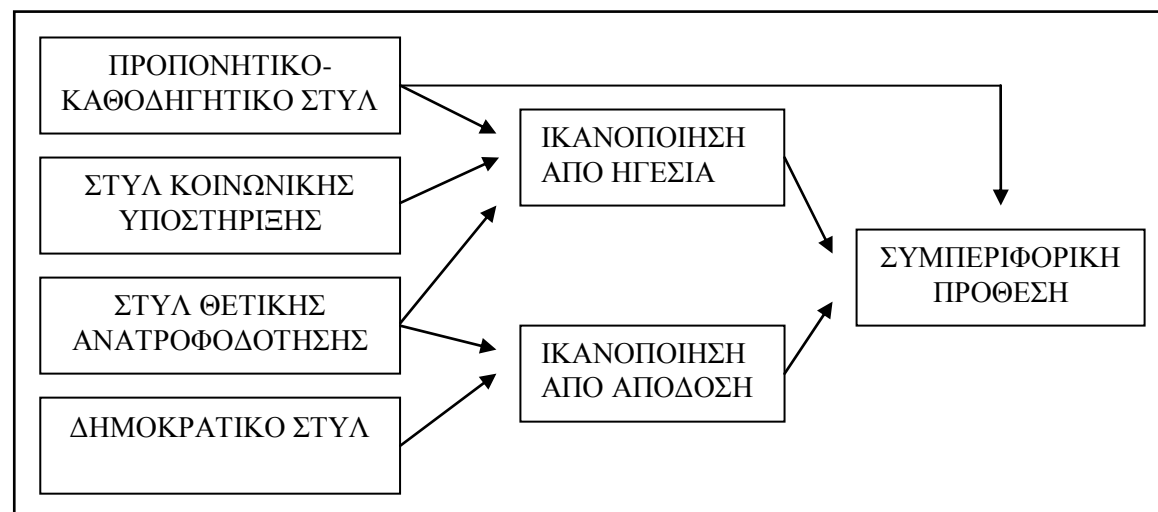 ΠΡΟΠΟΝΗΤΙΚΟ-
ΚΑΘΟΔΗΓΗΤΙΚΟ ΣΤΥΛ
ΣΤΥΛ ΚΟΙΝΩΝΙΚΗΣ
ΥΠΟΣΤΗΡΙΞΗΣ
ΣΤΥΛ ΘΕΤΙΚΗΣ
ΑΝΑΤΡΟΦΟΔΟΤΗΣΗΣ
ΔΗΜΟΚΡΑΤΙΚΟ ΣΤΥΛ
ΙΚΑΝΟΠΟΙΗΣΗ
ΑΠΟ ΗΓΕΣΙΑ
ΙΚΑΝΟΠΟΙΗΣΗ
ΑΠΟ ΑΠΟΔΟΣΗ
ΣΥΜΠΕΡΙΦΟΡΙΚΗ
ΠΡΟΘΕΣΗ